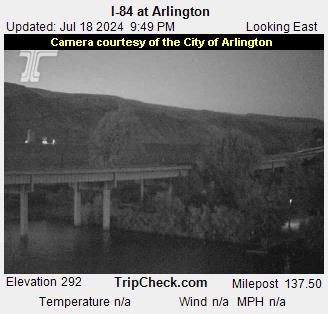 I-84 at Arlington
Updated: Jul 18 2024 9:49 PM Looking East
Camera courtesy of the City of Arlington
Elevation 292 TripCheck.com Milepost 137.50
Temperature n/a Wind n/a MPH n/a